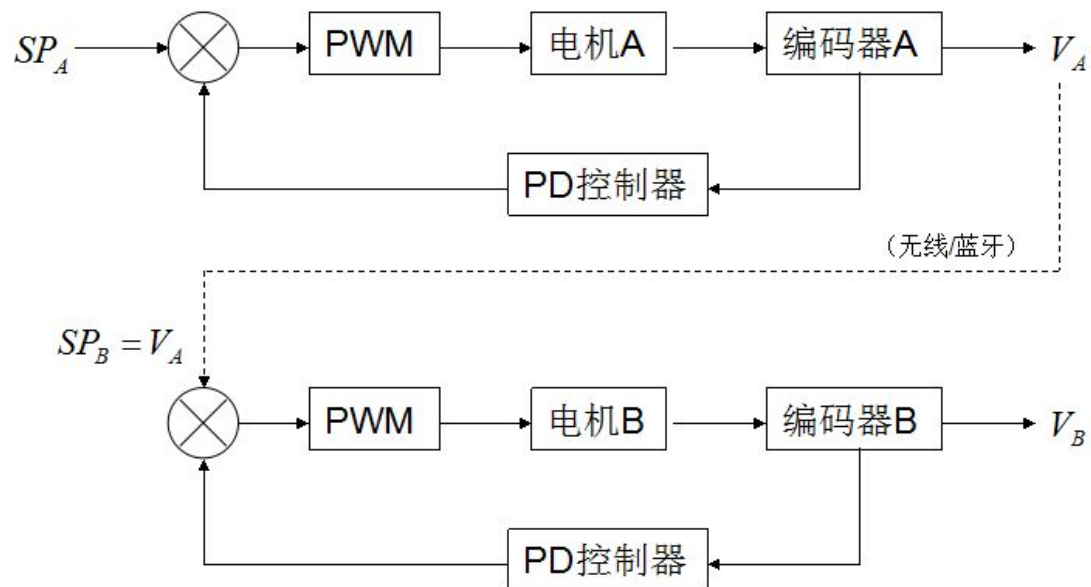 SP_A PWM 电机A 编码器A V_A
PD控制器
（无线/蓝牙）
SP_B = V_A
PWM 电机B 编码器B V_B
PD控制器